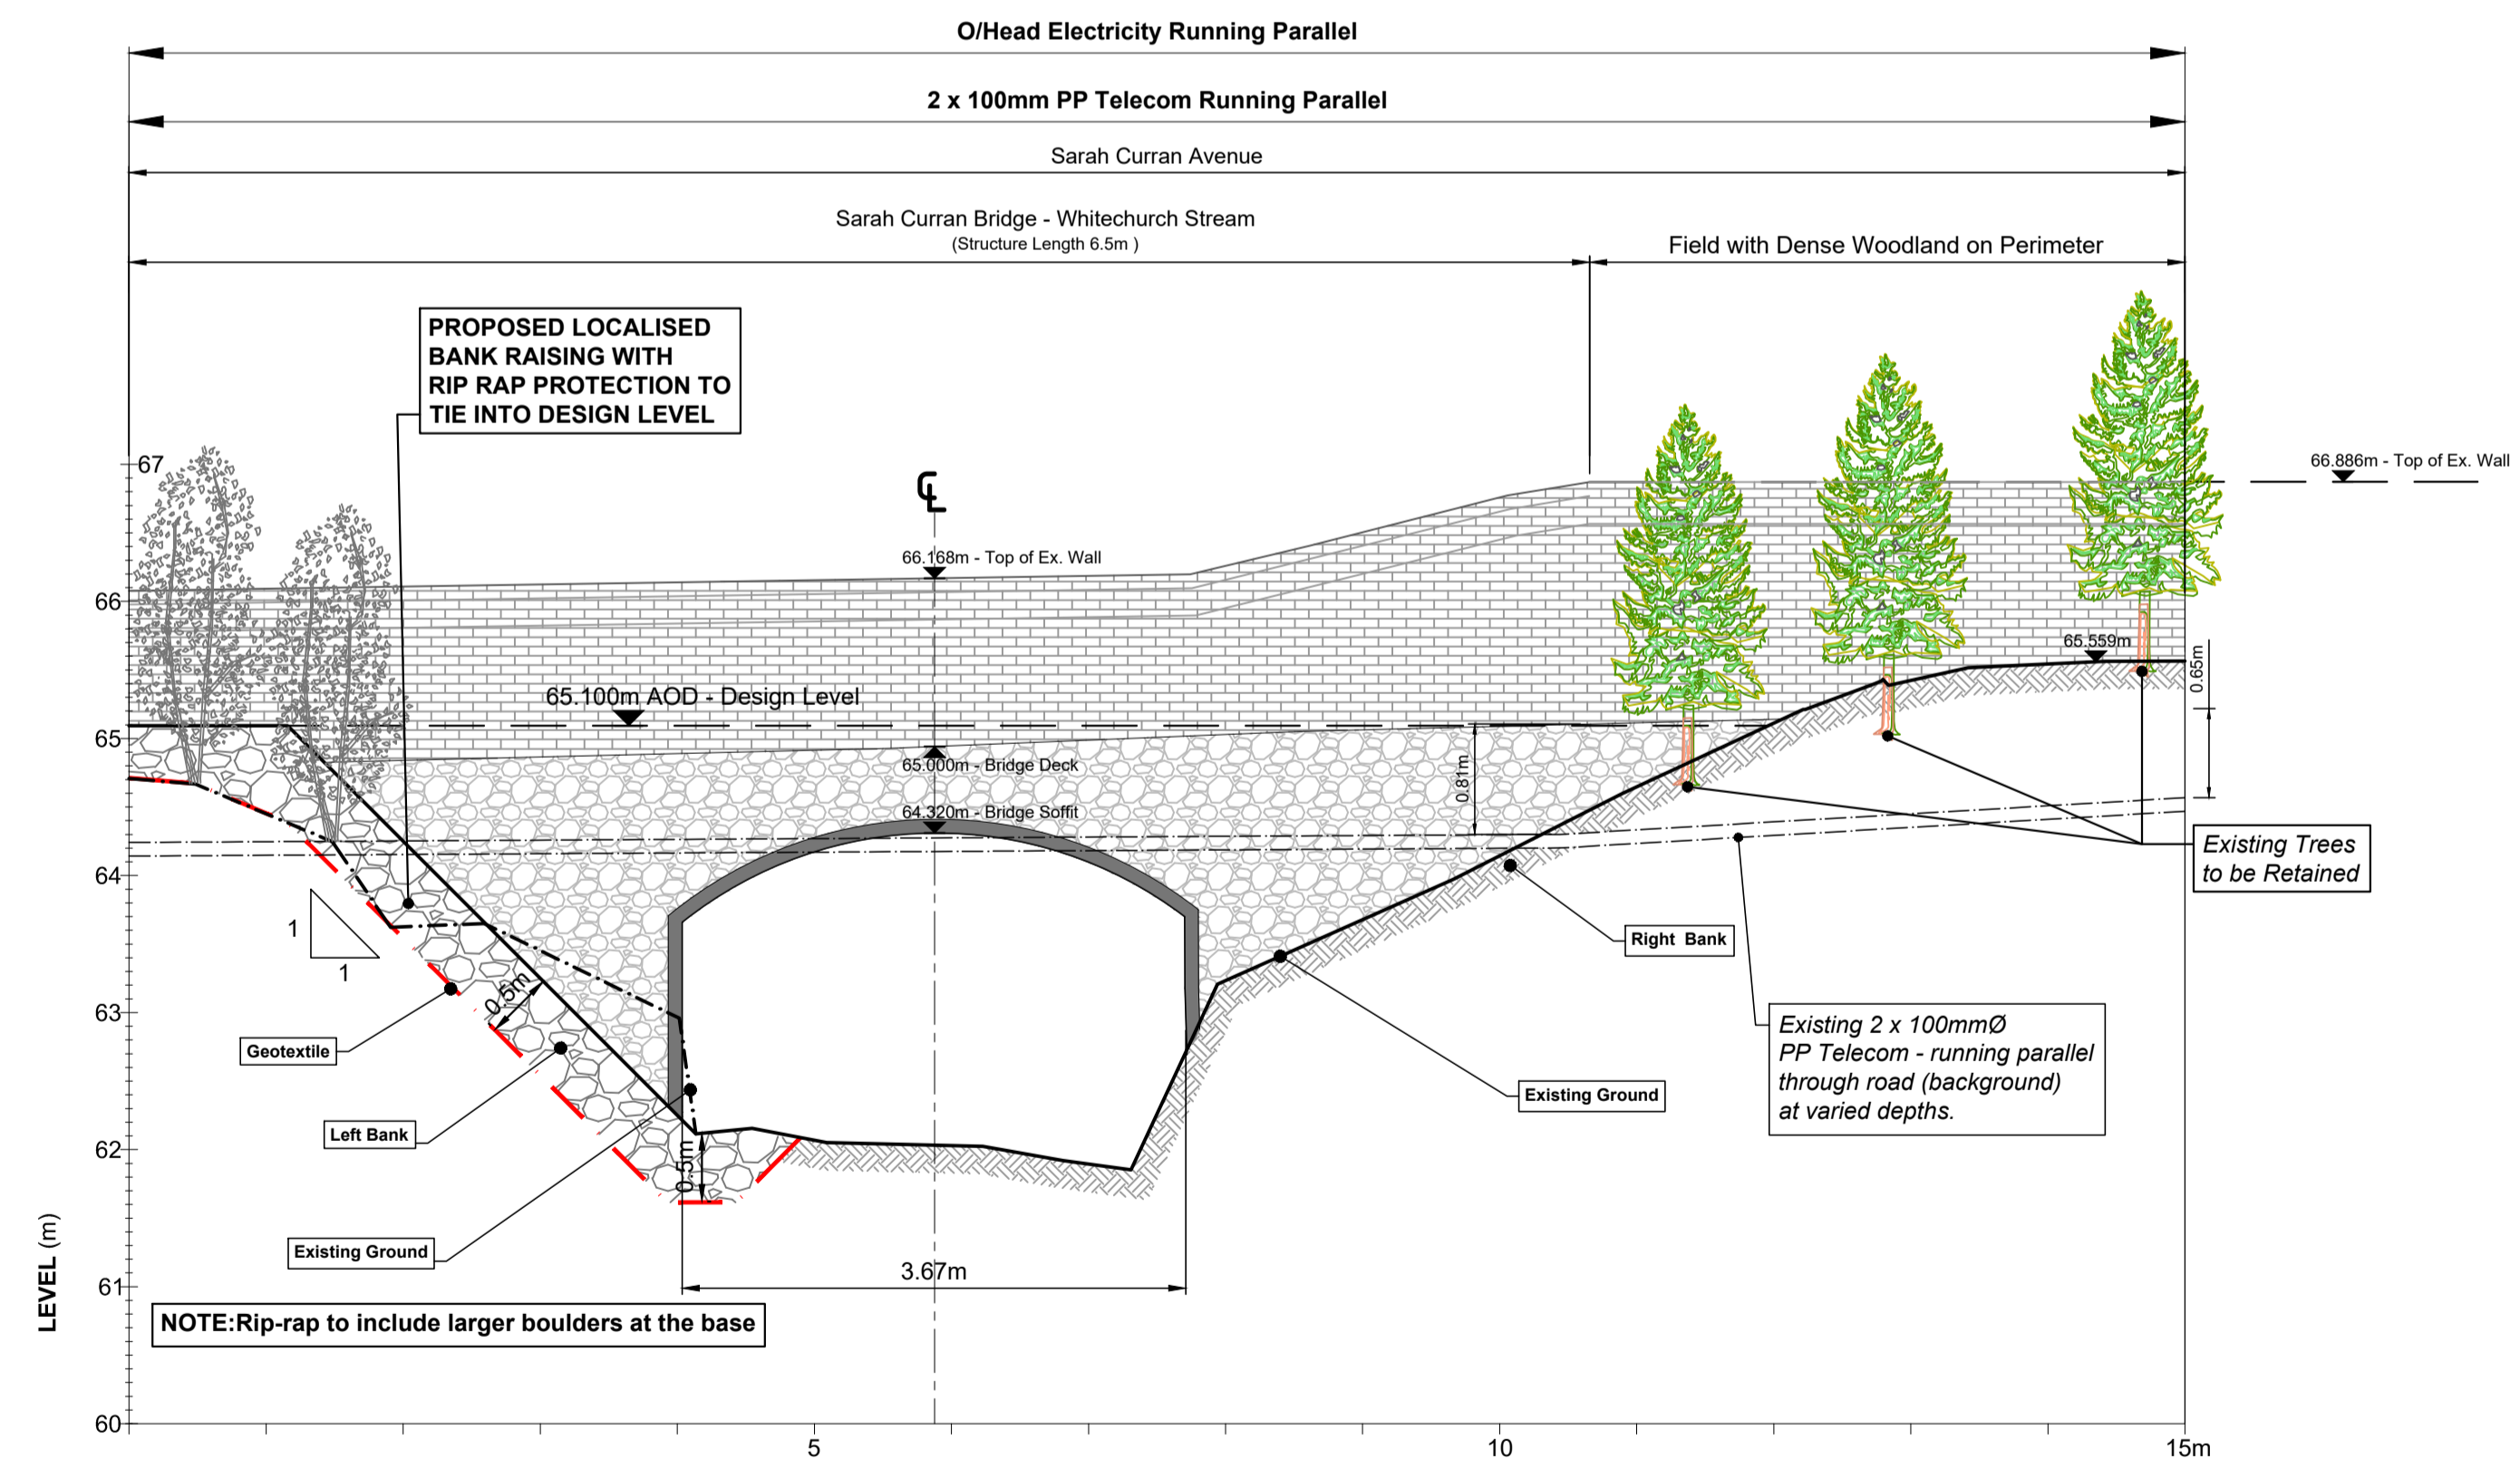 O/Head Electricity Running Parallel
2 x 100mm PP Telecom Running Parallel
Sarah Curran Avenue
Sarah Curran Bridge - Whitechurch Stream
(Structure Length 6.5m )
Field with Dense Woodland on Perimeter
PROPOSED LOCALISED
BANK RAISING WITH
RIP RAP PROTECTION TO
TIE INTO DESIGN LEVEL
67
66.886m - Top of Ex. Wall
CL
66.168m - Top of Ex. Wall
66
65.559m
0.65m
65.100m AOD - Design Level
65
65.000m - Bridge Deck
0.81m
64.320m - Bridge Soffit
Existing Trees
to be Retained
64
1
1
Right Bank
0.5m
63
Existing 2 x 100mmØ
PP Telecom - running parallel
through road (background)
at varied depths.
Geotextile
Existing Ground
Left Bank
62
0.5m
Existing Ground
LEVEL (m)
61
3.67m
NOTE:Rip-rap to include larger boulders at the base
60
5
10
15m